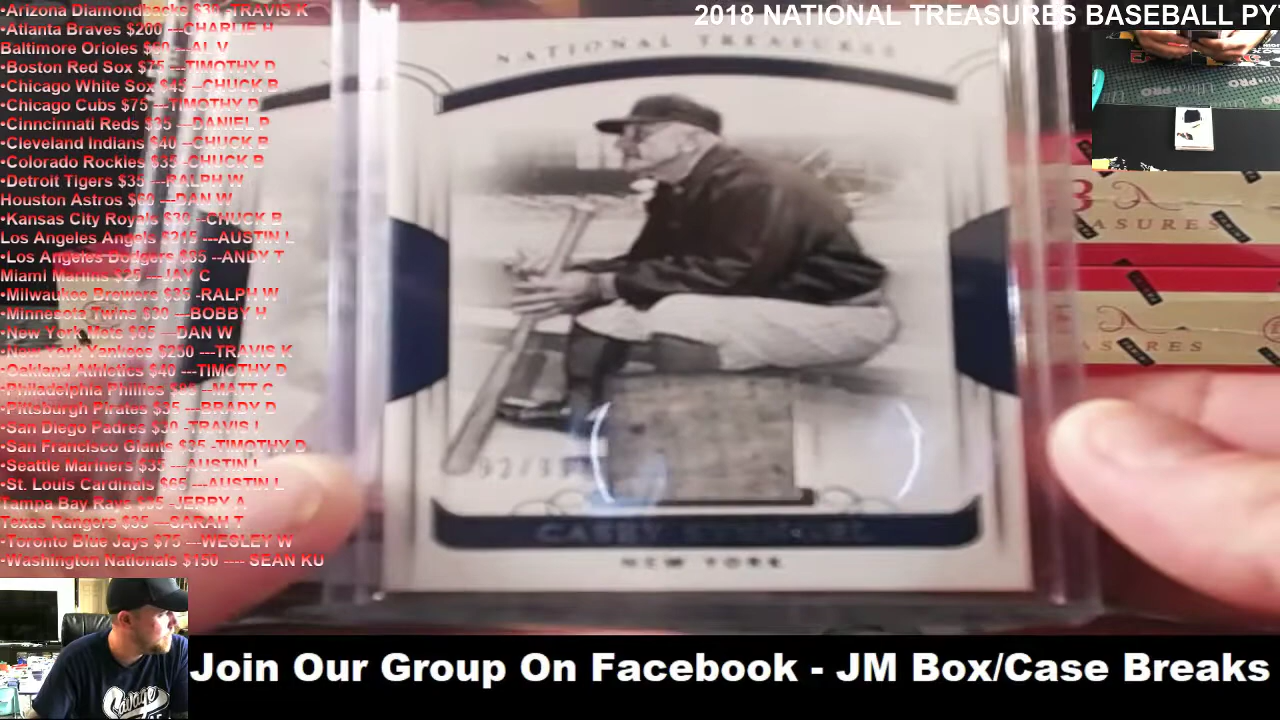 •Arizona Diamondbacks $30 -TRAVIS K
•Atlanta Braves $200 ---CHARLIE H
Baltimore Orioles ---AL V
•Boston Red Sox $75 ---TIMOTHY D
•Chicago White Sox $45 --CHUCK B
•Chicago Cubs $75 ---TIMOTHY D
•Cinncinnati Reds $35 ---DANIEL P
•Cleveland Indians $40 --CHUCK B
•Colorado Rockies $35 -CHUCK B
•Detroit Tigers $35 ---RALPH W
Houston Astros $60 ---DAN W
•Kansas City Royals $30 --CHUCK B
Los Angeles Angels $215 ---AUSTIN L
•Los Angeles Dodgers $65 --ANDY T
Miami Marlins $25 ---JAY C
•Milwaukee Brewers $35 -RALPH W
•Minnesota Twins $30 ---BOBBY H
•New York Mets $65 ---DAN W
•New York Yankees $250 ---TRAVIS K
•Oakland Athletics $40 --TIMOTHY D
•Philadelphia Phillies --MATT C
•Pittsburgh Pirates $35 ---BRADY D
•San Diego Padres $30 -TRAVIS
•San Francisco Giants $35 -TIMOTHY D
•Seattle Mariners $35 ---AUSTIN L
•St. Louis Cardinals $65 ---AUSTIN L
Tampa Bay Rays -JERRY A
Texas Rangers $35 ---SARAH T
•Toronto Blue Jays $75 ---WESLEY W
•Washington Nationals $150 ---- SEAN KU
2018 NATIONAL TREASURES BASEBALL PY
NATIONAL TREASURES
92/
CASEY
NEW YORK
ASURES
ASURES
Savage
Join Our Group On Facebook - JM Box/Case Breaks